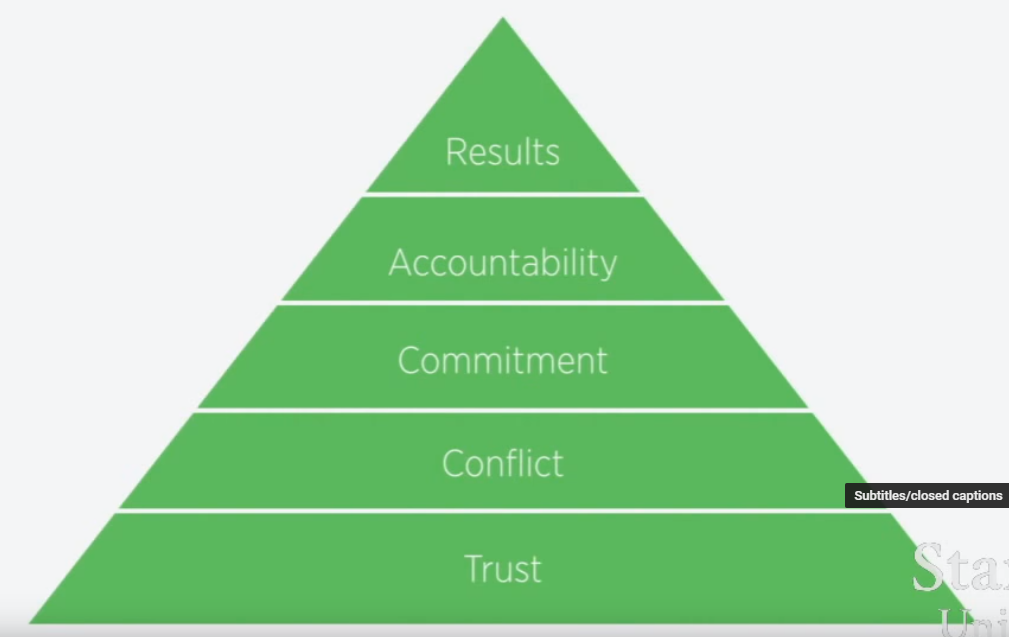 Results
Accountability
Commitment
Conflict
Subtitles/closed captions
Trust